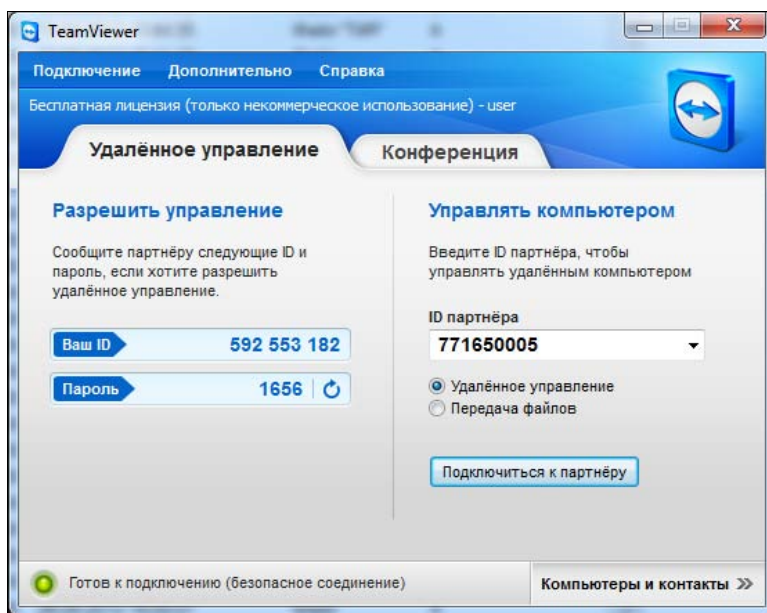 TeamViewer
Подключение Дополнительно Справка
Бесплатная лицензия (только некоммерческое использование) - user
Удалённое управление
Конференция
Разрешить управление
Сообщите партнёру следующие ID и
пароль, если хотите разрешить
удалённое управление.
Ваш ID 592 553 182
Пароль 1656
Управлять компьютером
Введите ID партнёра, чтобы
управлять удалённым компьютером
ID партнёра
771650005
Удалённое управление
Передача файлов
Подключиться к партнёру
Готов к подключению (безопасное соединение)
Компьютеры и контакты